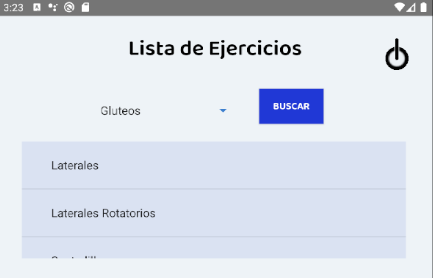 3:23
Lista de Ejercicios
Gluteos
BUSCAR
Laterales
Laterales Rotatorios